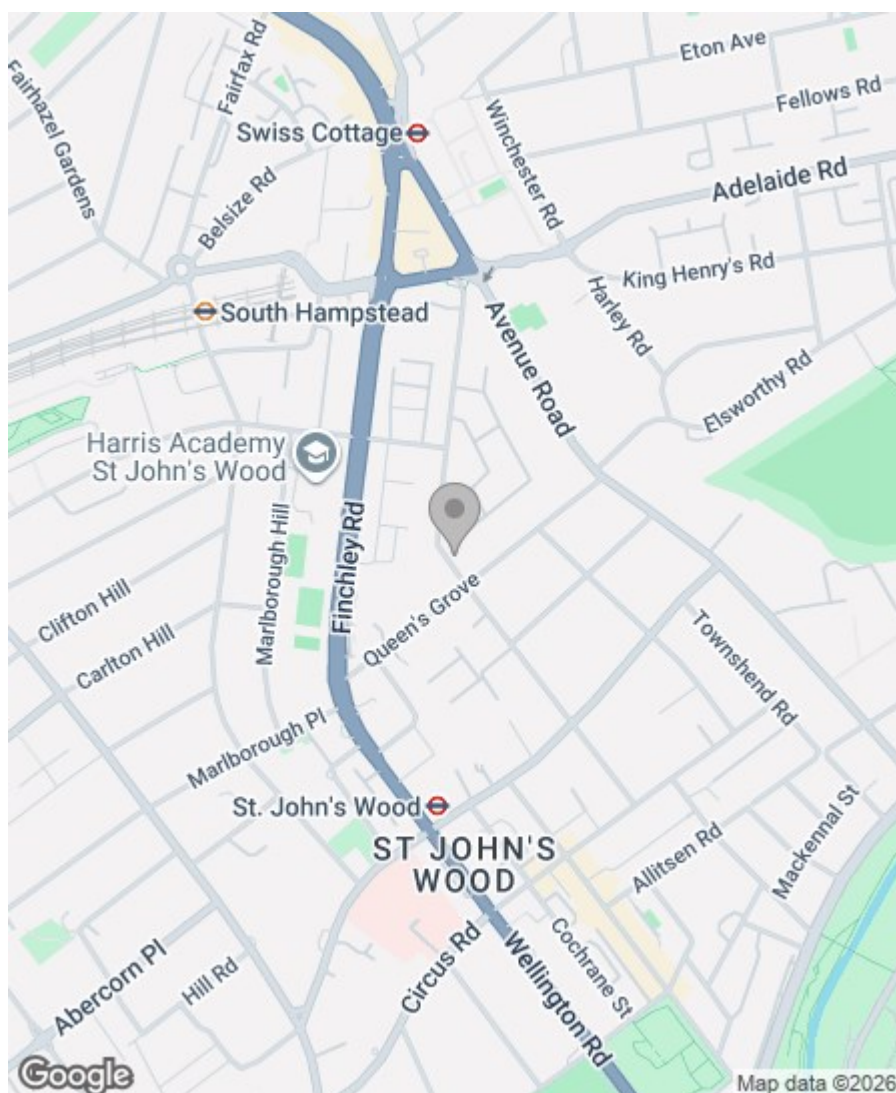 Eton Ave
Fairfax Rd
Fairhazel Gardens
Fellows Rd
Swiss Cottage
Winchester Rd
Adelaide Rd
Belsize Rd
King Henry's Rd
Harley Rd
South Hampstead
Avenue Road
Elsworthy Rd
Harris Academy
St John's Wood
Marlborough Hill
Finchley Rd
Clifton Hill
Queen's Grove
Carlton Hill
Townshend Rd
Marlborough Pl
St. John's Wood
Mackennal St
ST JOHN'S
WOOD
Allitsen Rd
Cochrane St
Circus Rd
Wellington Rd
Abercorn Pl
Hill Rd
Google
Map data ©2026